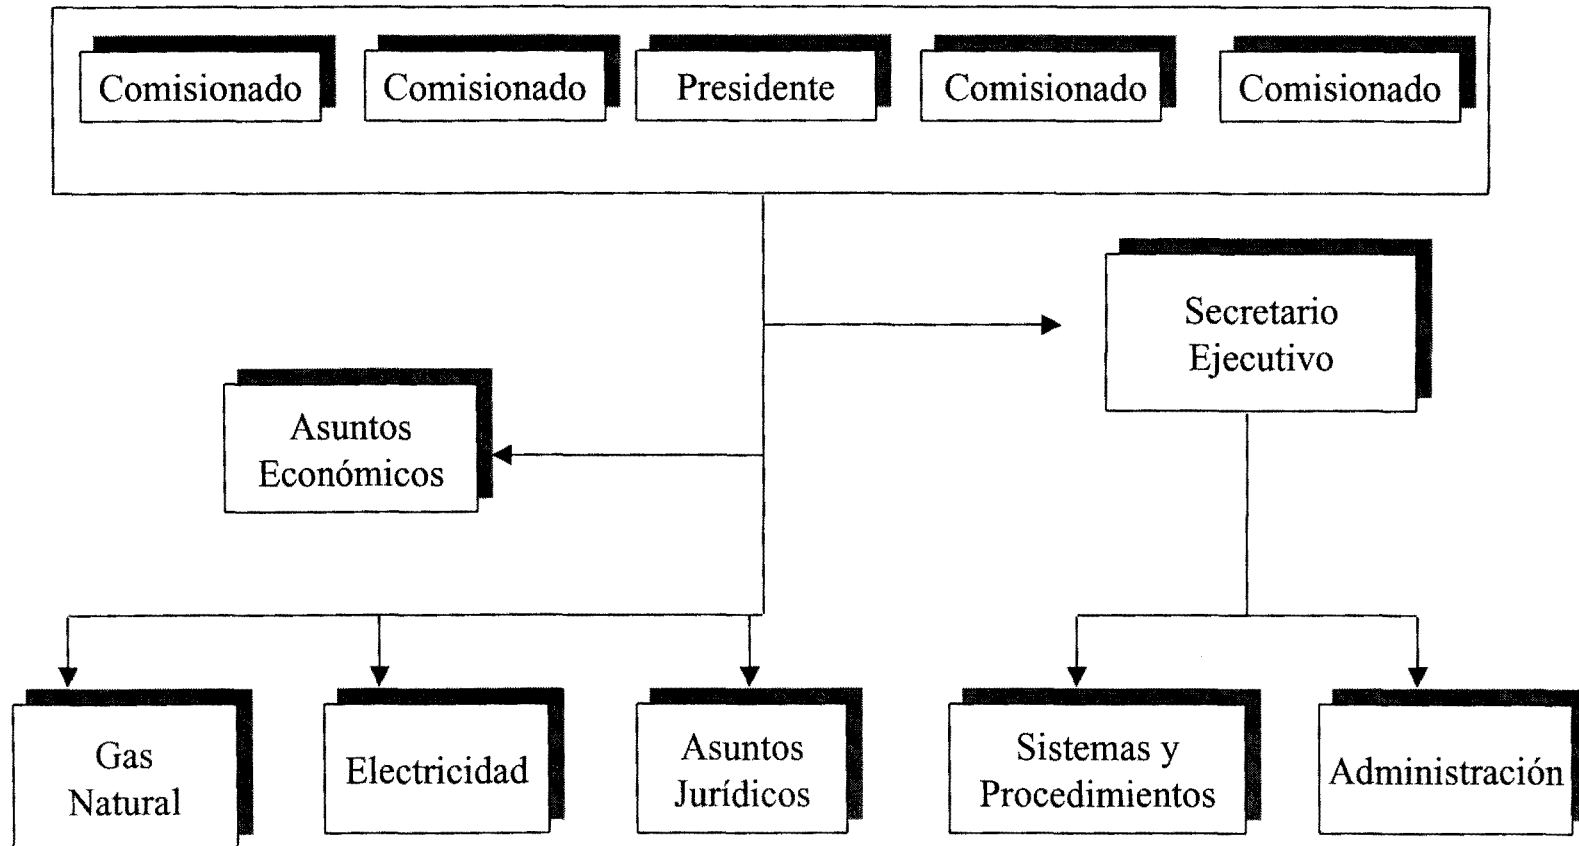 Comisionado
Comisionado
Presidente
Comisionado
Comisionado
Secretario
Ejecutivo
Asuntos
Económicos
Gas
Natural
Electricidad
Asuntos
Jurídicos
Sistemas y
Procedimientos
Administración